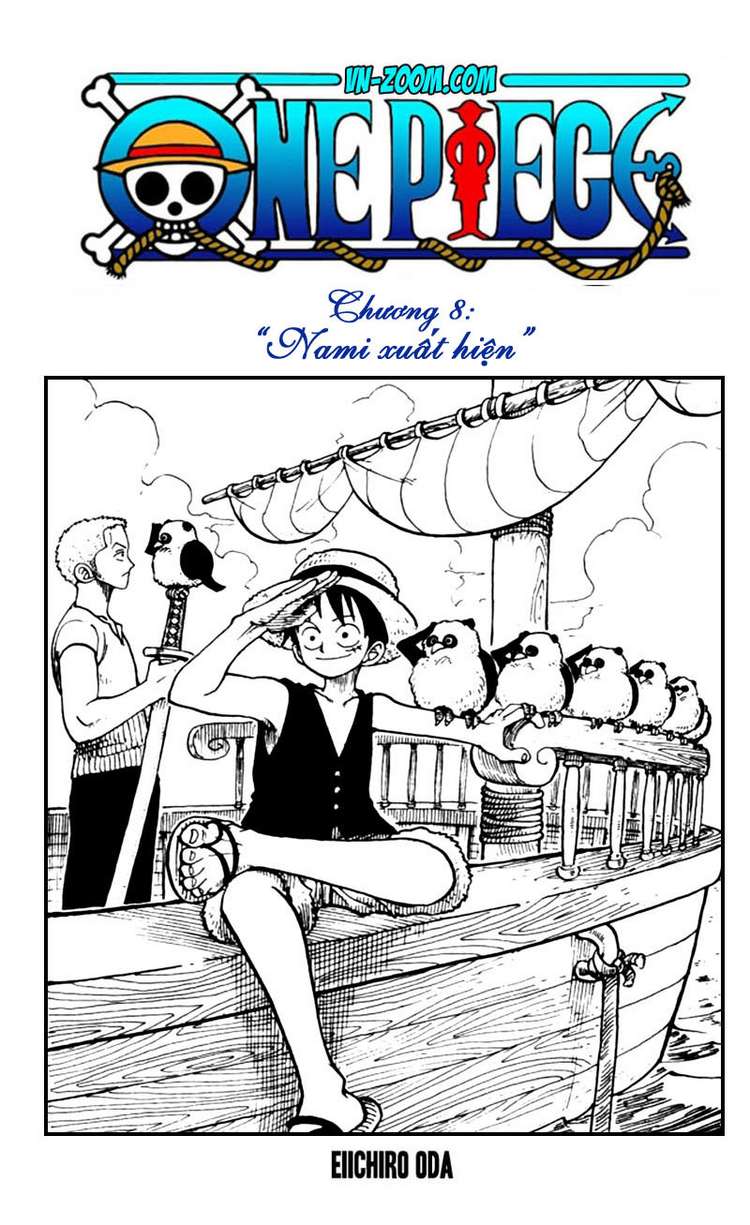 VN-ZOOM.COM
ONE PIECE
Chương 8:
“Nami xuất hiện”
EIICHIRO ODA